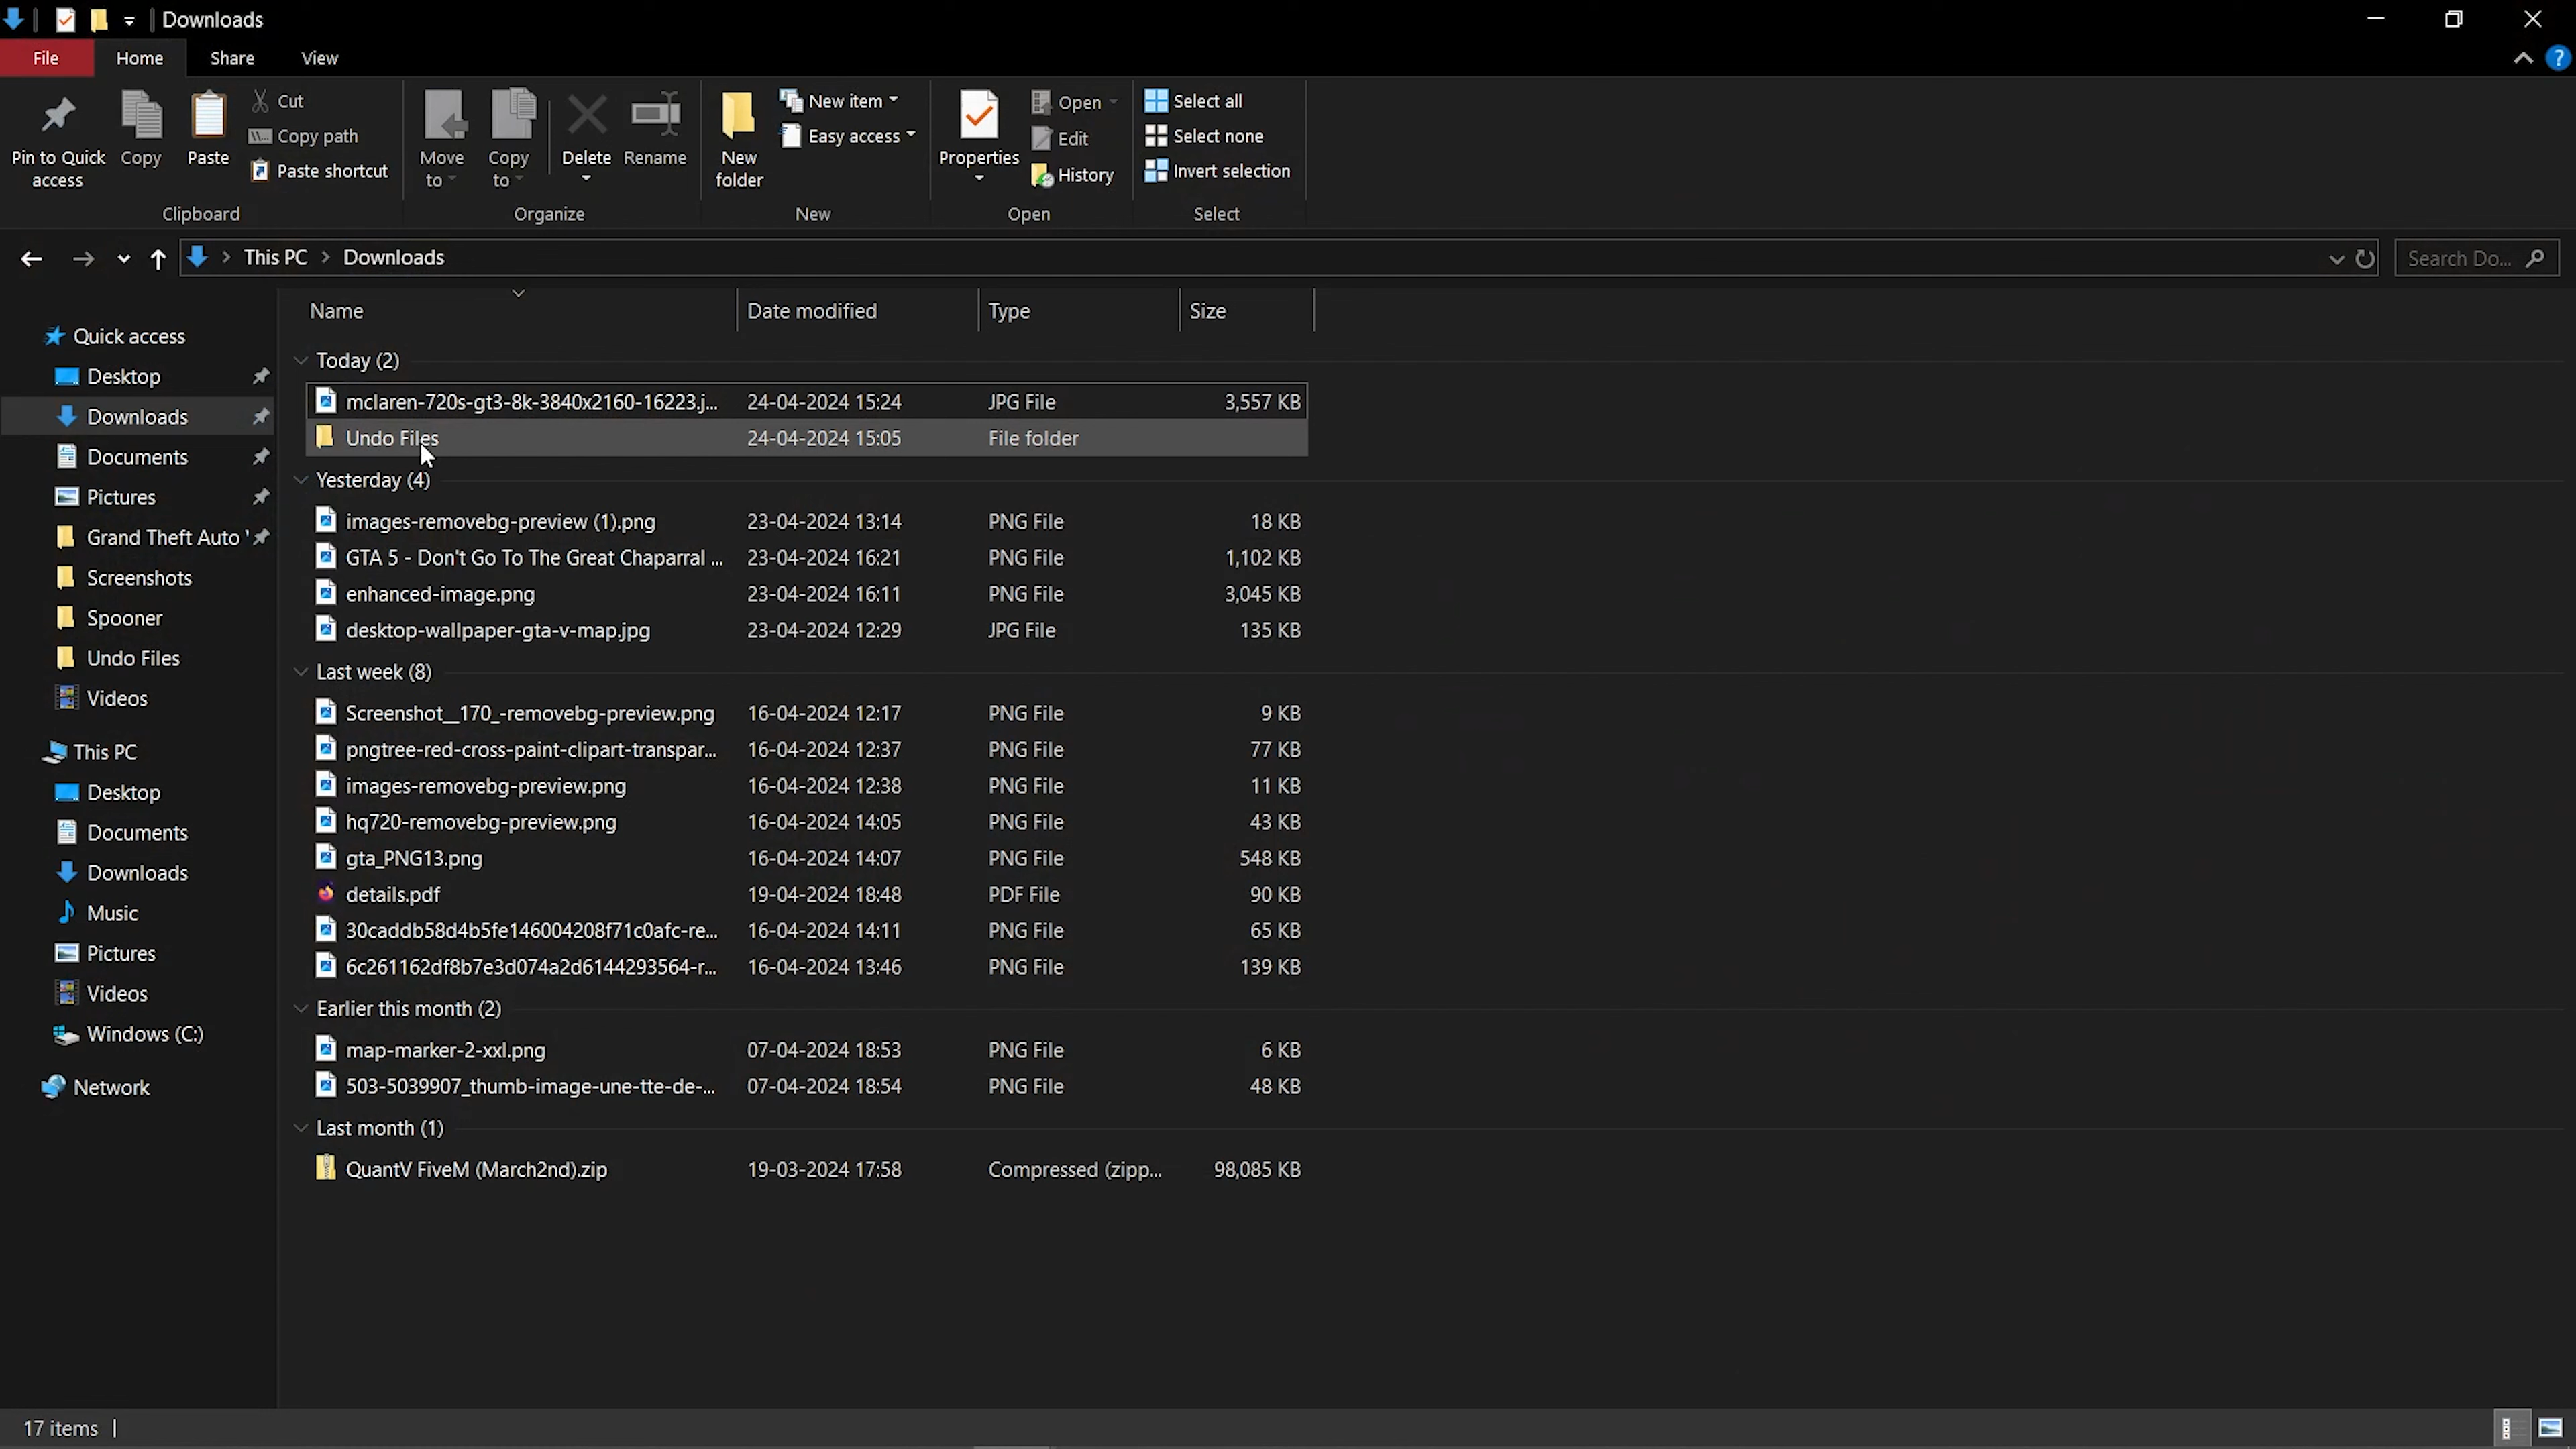 Downloads
File Home Share View
Pin to Quick access
Copy
Paste
Cut
Copy path
Paste shortcut
Clipboard
Move to
Copy to
Delete
Rename
Organize
New folder
New item
Easy access
New
Properties
Open
Edit
History
Open
Select all
Select none
Invert selection
Select
This PC > Downloads
Search Do...
Quick access
Desktop
Downloads
Documents
Pictures
Grand Theft Auto '
Screenshots
Spooner
Undo Files
Videos
This PC
Desktop
Documents
Downloads
Music
Pictures
Videos
Windows (C:)
Network
Name Date modified Type Size
Today (2)
mclaren-720s-gt3-8k-3840x2160-16223.j... 24-04-2024 15:24 JPG File 3,557 KB
Undo Files 24-04-2024 15:05 File folder
Yesterday (4)
images-removebg-preview (1).png 23-04-2024 13:14 PNG File 18 KB
GTA 5 - Don't Go To The Great Chaparral ... 23-04-2024 16:21 PNG File 1,102 KB
enhanced-image.png 23-04-2024 16:11 PNG File 3,045 KB
desktop-wallpaper-gta-v-map.jpg 23-04-2024 12:29 JPG File 135 KB
Last week (8)
Screenshot__170_-removebg-preview.png 16-04-2024 12:17 PNG File 9 KB
pngtree-red-cross-paint-clipart-transpar... 16-04-2024 12:37 PNG File 77 KB
images-removebg-preview.png 16-04-2024 12:38 PNG File 11 KB
hq720-removebg-preview.png 16-04-2024 14:05 PNG File 43 KB
gta_PNG13.png 16-04-2024 14:07 PNG File 548 KB
details.pdf 19-04-2024 18:48 PDF File 90 KB
30caddb58d4b5fe146004208f71c0afc-re... 16-04-2024 14:11 PNG File 65 KB
6c261162df8b7e3d074a2d6144293564-r... 16-04-2024 13:46 PNG File 139 KB
Earlier this month (2)
map-marker-2-xxl.png 07-04-2024 18:53 PNG File 6 KB
503-5039907_thumb-image-une-tte-de-... 07-04-2024 18:54 PNG File 48 KB
Last month (1)
QuantV FiveM (March2nd).zip 19-03-2024 17:58 Compressed (zipp... 98,085 KB
17 items